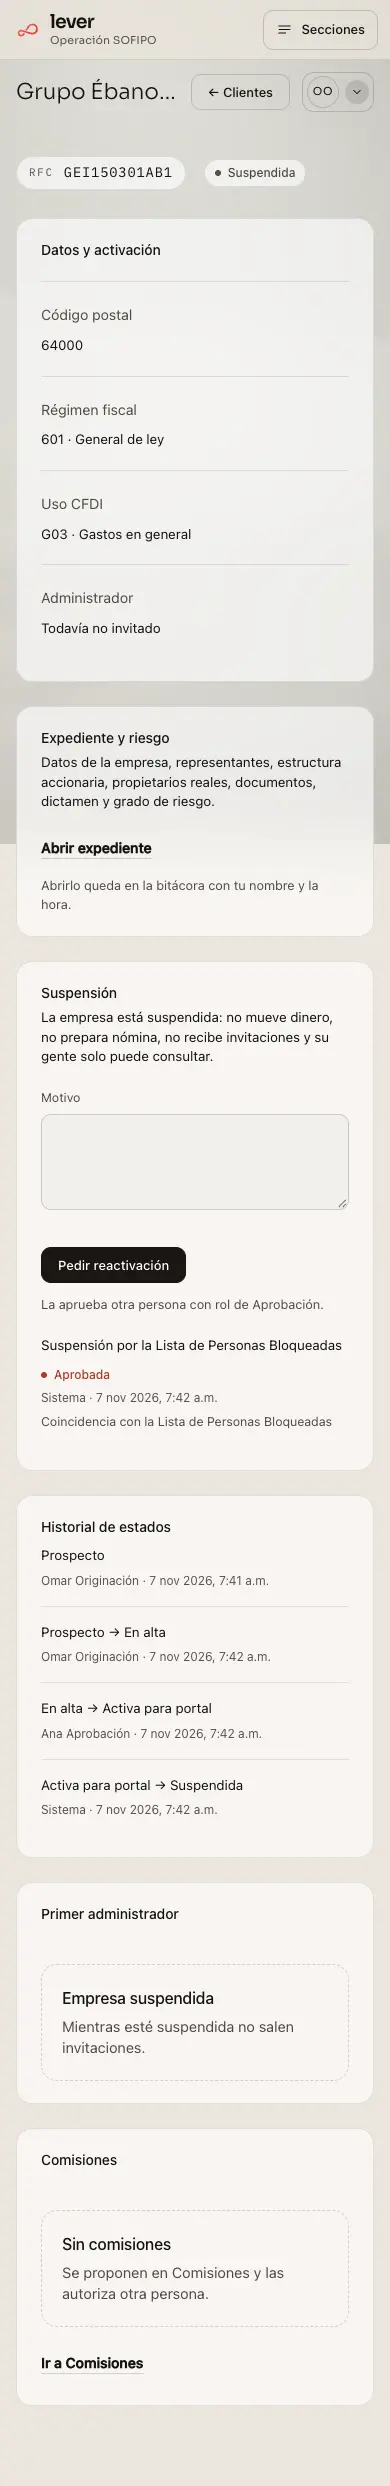 lever
Operación SOFIPO
Secciones
Grupo Ébano...
← Clientes
OO
RFC GEI150301AB1
Suspendida
Datos y activación
Código postal
64000
Régimen fiscal
601 · General de ley
Uso CFDI
G03 · Gastos en general
Administrador
Todavía no invitado
Expediente y riesgo
Datos de la empresa, representantes, estructura
accionaria, propietarios reales, documentos,
dictamen y grado de riesgo.
Abrir expediente
Abrirlo queda en la bitácora con tu nombre y la
hora.
Suspensión
La empresa está suspendida: no mueve dinero,
no prepara nómina, no recibe invitaciones y su
gente solo puede consultar.
Motivo
Pedir reactivación
La aprueba otra persona con rol de Aprobación.
Suspensión por la Lista de Personas Bloqueadas
Aprobada
Sistema · 7 nov 2026, 7:42 a.m.
Coincidencia con la Lista de Personas Bloqueadas
Historial de estados
Prospecto
Omar Originación · 7 nov 2026, 7:41 a.m.
Prospecto → En alta
Omar Originación · 7 nov 2026, 7:42 a.m.
En alta → Activa para portal
Ana Aprobación · 7 nov 2026, 7:42 a.m.
Activa para portal → Suspendida
Sistema · 7 nov 2026, 7:42 a.m.
Primer administrador
Empresa suspendida
Mientras esté suspendida no salen
invitaciones.
Comisiones
Sin comisiones
Se proponen en Comisiones y las
autoriza otra persona.
Ir a Comisiones